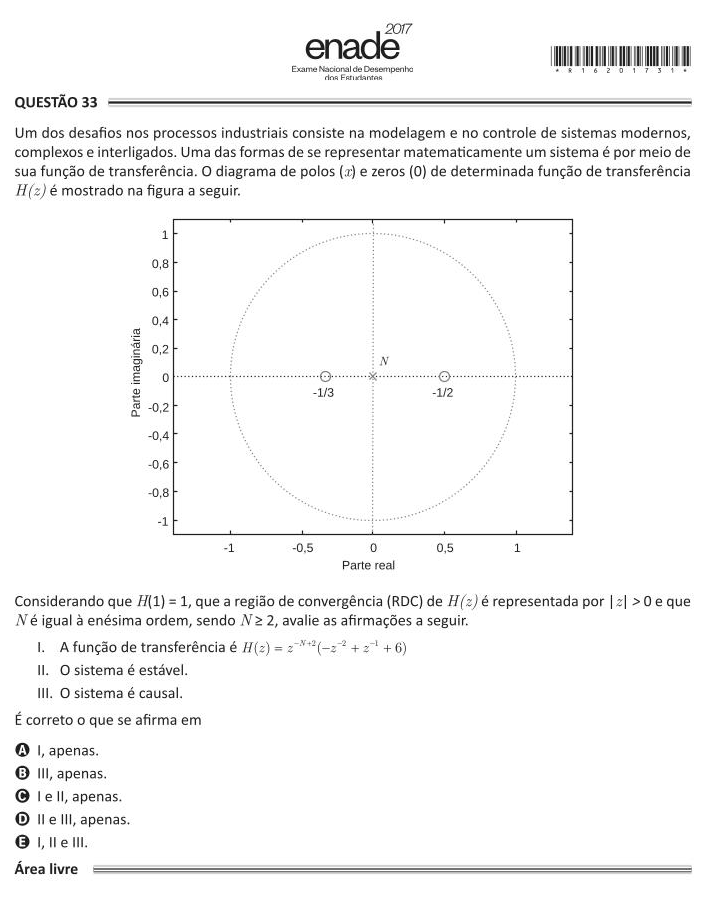 2017
enade
Exame Nacional de Desempenho
dos Estudantes
* R 1 6 2 0 1 7 3 1 *
QUESTÃO 33
Um dos desafios nos processos industriais consiste na modelagem e no controle de sistemas modernos,
complexos e interligados. Uma das formas de se representar matematicamente um sistema é por meio de
sua função de transferência. O diagrama de polos (x) e zeros (0) de determinada função de transferência
H(z) é mostrado na figura a seguir.
1
0,8
0,6
0,4
0,2
0
-0,2
-0,4
-0,6
-0,8
-1
Parte imaginária
N
-1/3
-1/2
-1
-0,5
0
0,5
1
Parte real
Considerando que H(1) = 1, que a região de convergência (RDC) de H(z) é representada por |z| > 0 e que
N é igual à enésima ordem, sendo N ≥ 2, avalie as afirmações a seguir.
I. A função de transferência é H(z) = z⁻ᴺ⁺²(−z⁻² + z⁻¹ + 6)
II. O sistema é estável.
III. O sistema é causal.
É correto o que se afirma em
A I, apenas.
B III, apenas.
C I e II, apenas.
D II e III, apenas.
E I, II e III.
Área livre